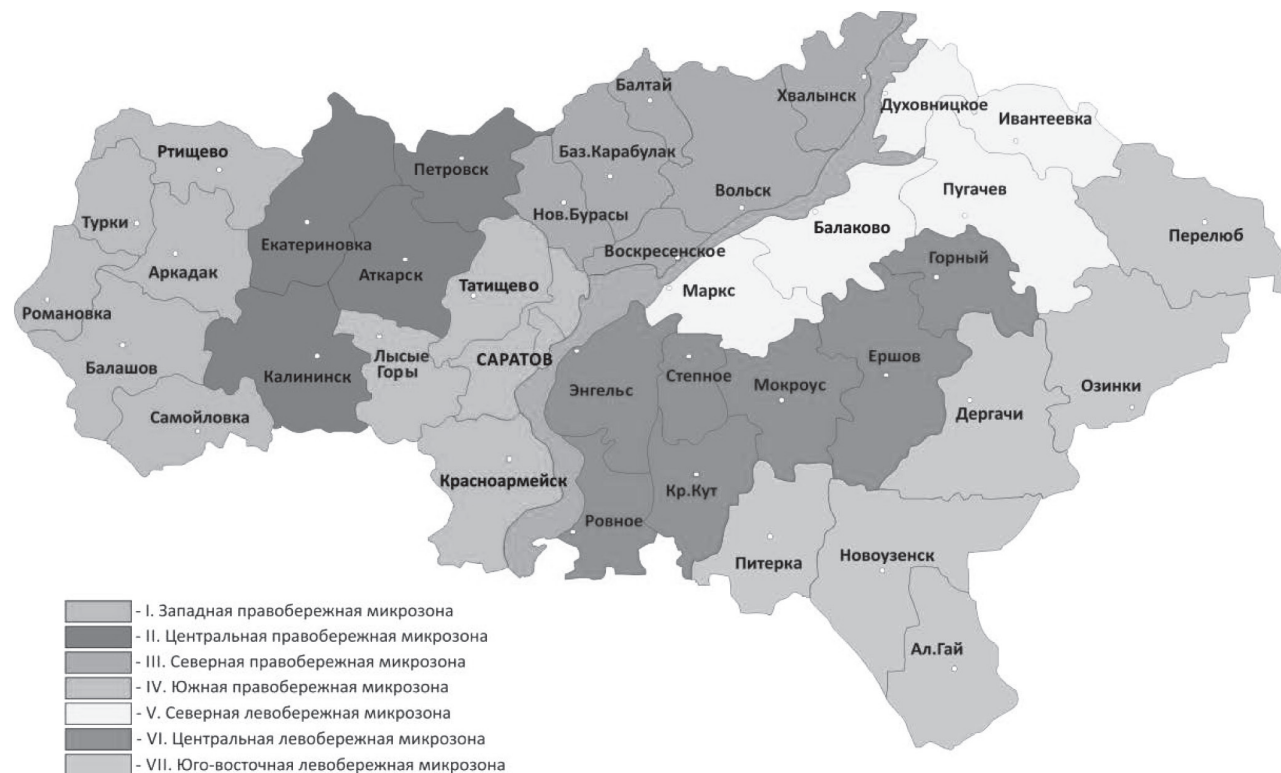 Балтай
Хвалынск
Духовницкое
Ивантеевка
Ртищево
Петровск
Баз.Карабулак
Вольск
Пугачев
Турки
Екатериновка
Нов.Бурасы
Балаково
Перелюб
Аркадак
Аткарск
Воскресенское
Горный
Татищево
Маркс
Романовка
Балашов
Калининск
Лысые
Горы
САРАТОВ
Энгельс
Степное
Мокроус
Ершов
Озинки
Дергачи
Самойловка
Красноармейск
Кр.Кут
Ровное
Питерка
Новоузенск
Ал.Гай
- I. Западная правобережная микрозона
- II. Центральная правобережная микрозона
- III. Северная правобережная микрозона
- IV. Южная правобережная микрозона
- V. Северная левобережная микрозона
- VI. Центральная левобережная микрозона
- VII. Юго-восточная левобережная микрозона